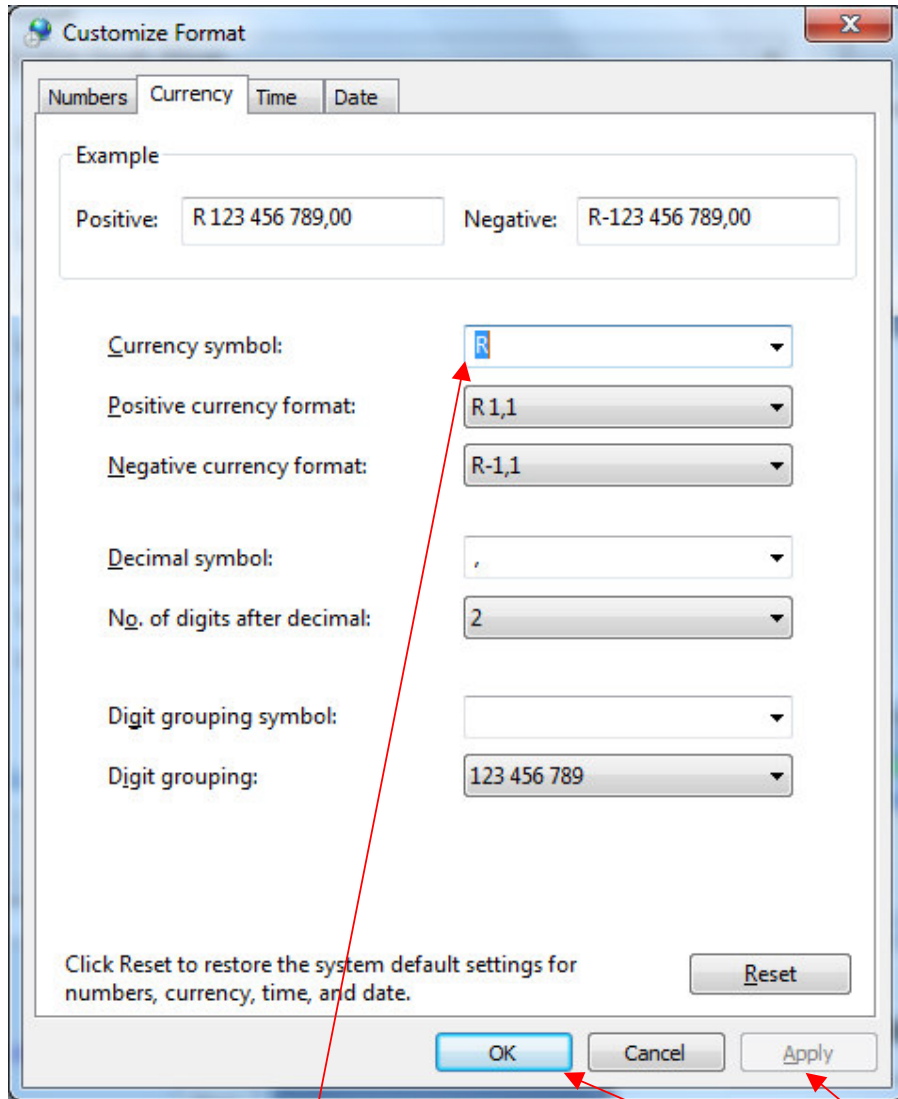 Customize Format
Numbers Currency Time Date
Example
Positive: R 123 456 789,00 Negative: R-123 456 789,00
Currency symbol: R
Positive currency format: R 1,1
Negative currency format: R-1,1
Decimal symbol: ,
No. of digits after decimal: 2
Digit grouping symbol:
Digit grouping: 123 456 789
Click Reset to restore the system default settings for
numbers, currency, time, and date.
Reset
OK Cancel Apply